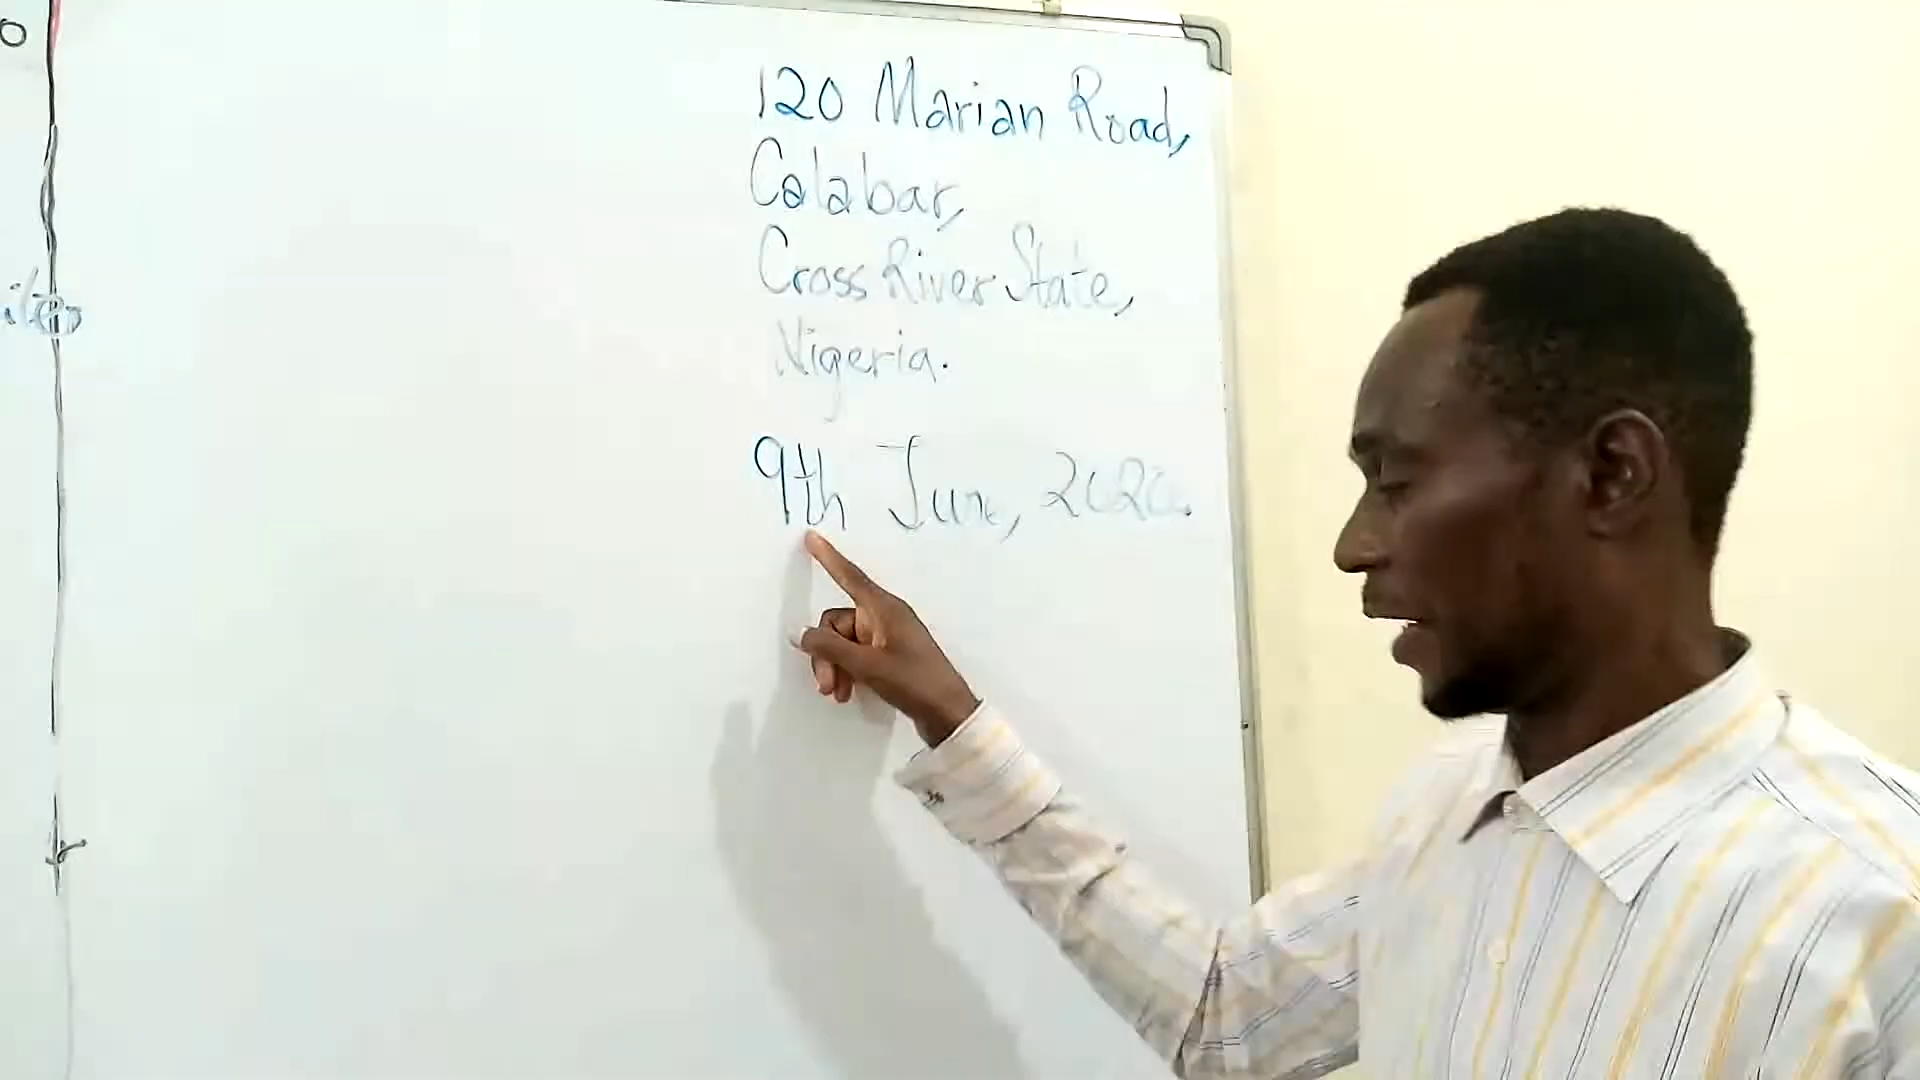 120 Marian Road,
Calabar,
Cross River State,
Nigeria.
9th June, 2020.